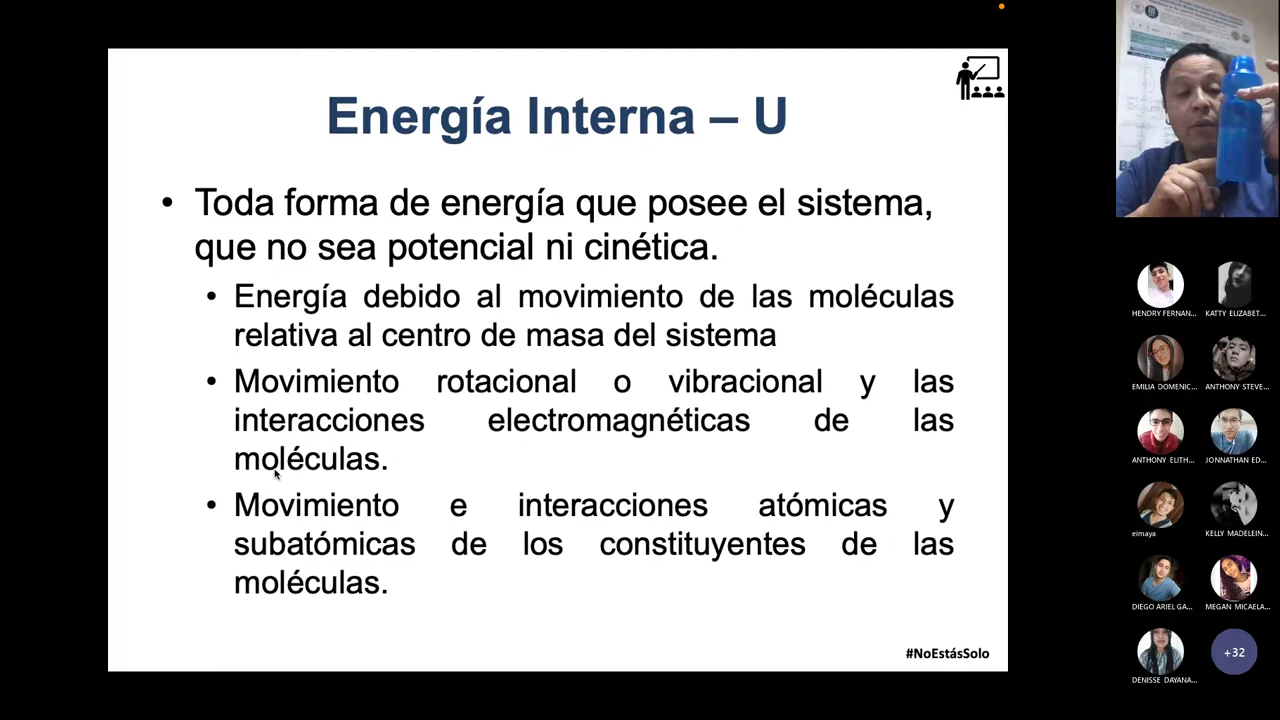 Energía Interna – U
• Toda forma de energía que posee el sistema,
que no sea potencial ni cinética.
• Energía debido al movimiento de las moléculas
relativa al centro de masa del sistema
• Movimiento rotacional o vibracional y las
interacciones electromagnéticas de las
moléculas.
• Movimiento e interacciones atómicas y
subatómicas de los constituyentes de las
moléculas.
#NoEstásSolo
HENDRY FERNAN...
KATTY ELIZABET...
EMILIA DOMENIC...
ANTHONY STEVE...
ANTHONY ELITH...
JONNATHAN ED...
eimaya
KELLY MADELEIN...
DIEGO ARIEL GA...
MEGAN MICAELA...
DENISSE DAYANA...
+32